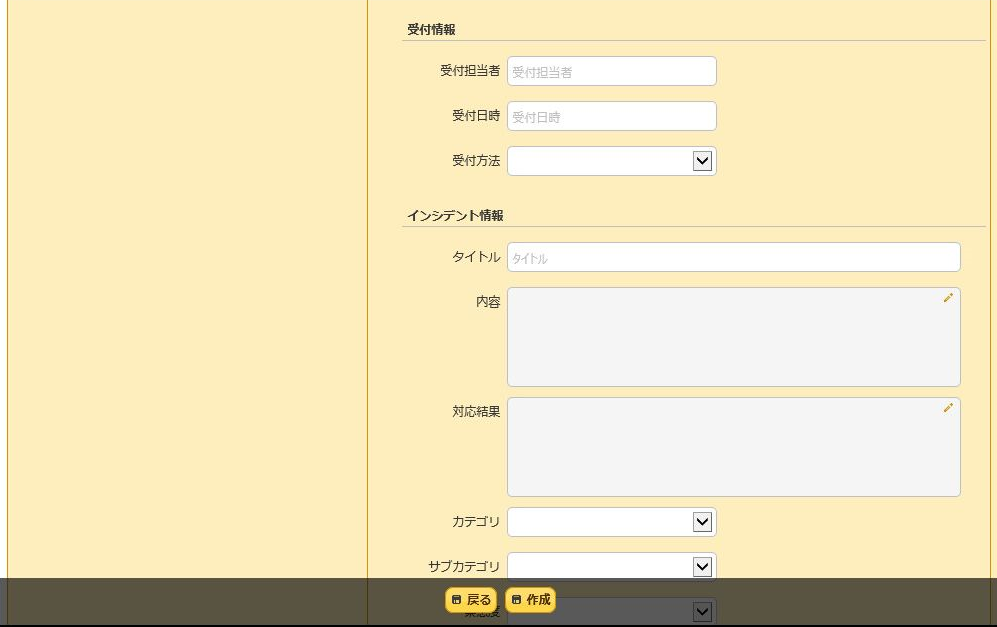 受付情報
受付担当者 受付担当者
受付日時 受付日時
受付方法
インシデント情報
タイトル タイトル
内容
対応結果
カテゴリ
サブカテゴリ
戻る 作成